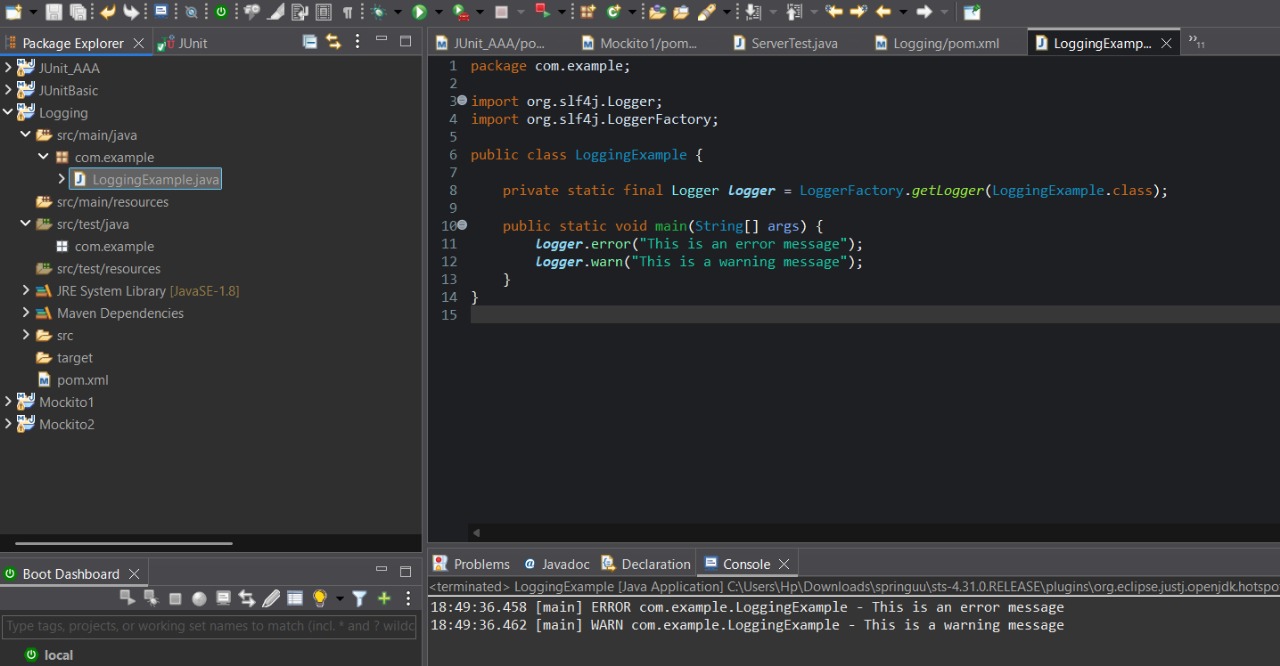 Package Explorer
JUnit
JUnit_AAA
JUnitBasic
Logging
src/main/java
com.example
LoggingExample.java
src/main/resources
src/test/java
com.example
src/test/resources
JRE System Library [JavaSE-1.8]
Maven Dependencies
src
target
pom.xml
Mockito1
Mockito2
Boot Dashboard
Type tags, projects, or working set names to match (incl. * and ? wildc
local
JUnit_AAA/po... Mockito1/pom... ServerTest.java Logging/pom.xml LoggingExamp... 11
1 package com.example;
2
3 import org.slf4j.Logger;
4 import org.slf4j.LoggerFactory;
5
6 public class LoggingExample {
7
8 private static final Logger logger = LoggerFactory.getLogger(LoggingExample.class);
9
10 public static void main(String[] args) {
11 logger.error("This is an error message");
12 logger.warn("This is a warning message");
13 }
14 }
15
Problems @ Javadoc Declaration Console
<terminated> LoggingExample [Java Application] C:\Users\Hp\Downloads\springuu\sts-4.31.0.RELEASE\plugins\org.eclipse.justj.openjdk.hotspo
18:49:36.458 [main] ERROR com.example.LoggingExample - This is an error message
18:49:36.462 [main] WARN com.example.LoggingExample - This is a warning message